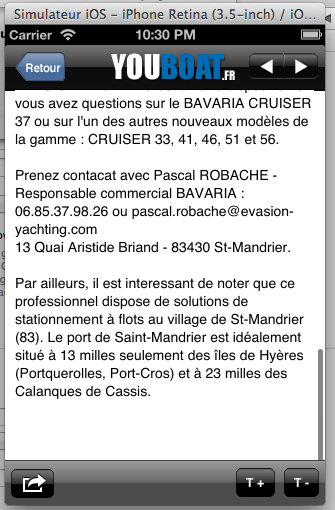 Simulateur iOS - iPhone Retina (3.5-inch) / iO...
Carrier 10:30 PM
Retour YOUBOAT.FR
vous avez questions sur le BAVARIA CRUISER
37 ou sur l'un des autres nouveaux modèles de
la gamme : CRUISER 33, 41, 46, 51 et 56.
Prenez contacat avec Pascal ROBACHE -
Responsable commercial BAVARIA :
06.85.37.98.26 ou pascal.robache@evasion-
yachting.com
13 Quai Aristide Briand - 83430 St-Mandrier.
Par ailleurs, il est interessant de noter que ce
professionnel dispose de solutions de
stationnement à flots au village de St-Mandrier
(83). Le port de Saint-Mandrier est idéalement
situé à 13 milles seulement des îles de Hyères
(Portquerolles, Port-Cros) et à 23 milles des
Calanques de Cassis.
T + T -